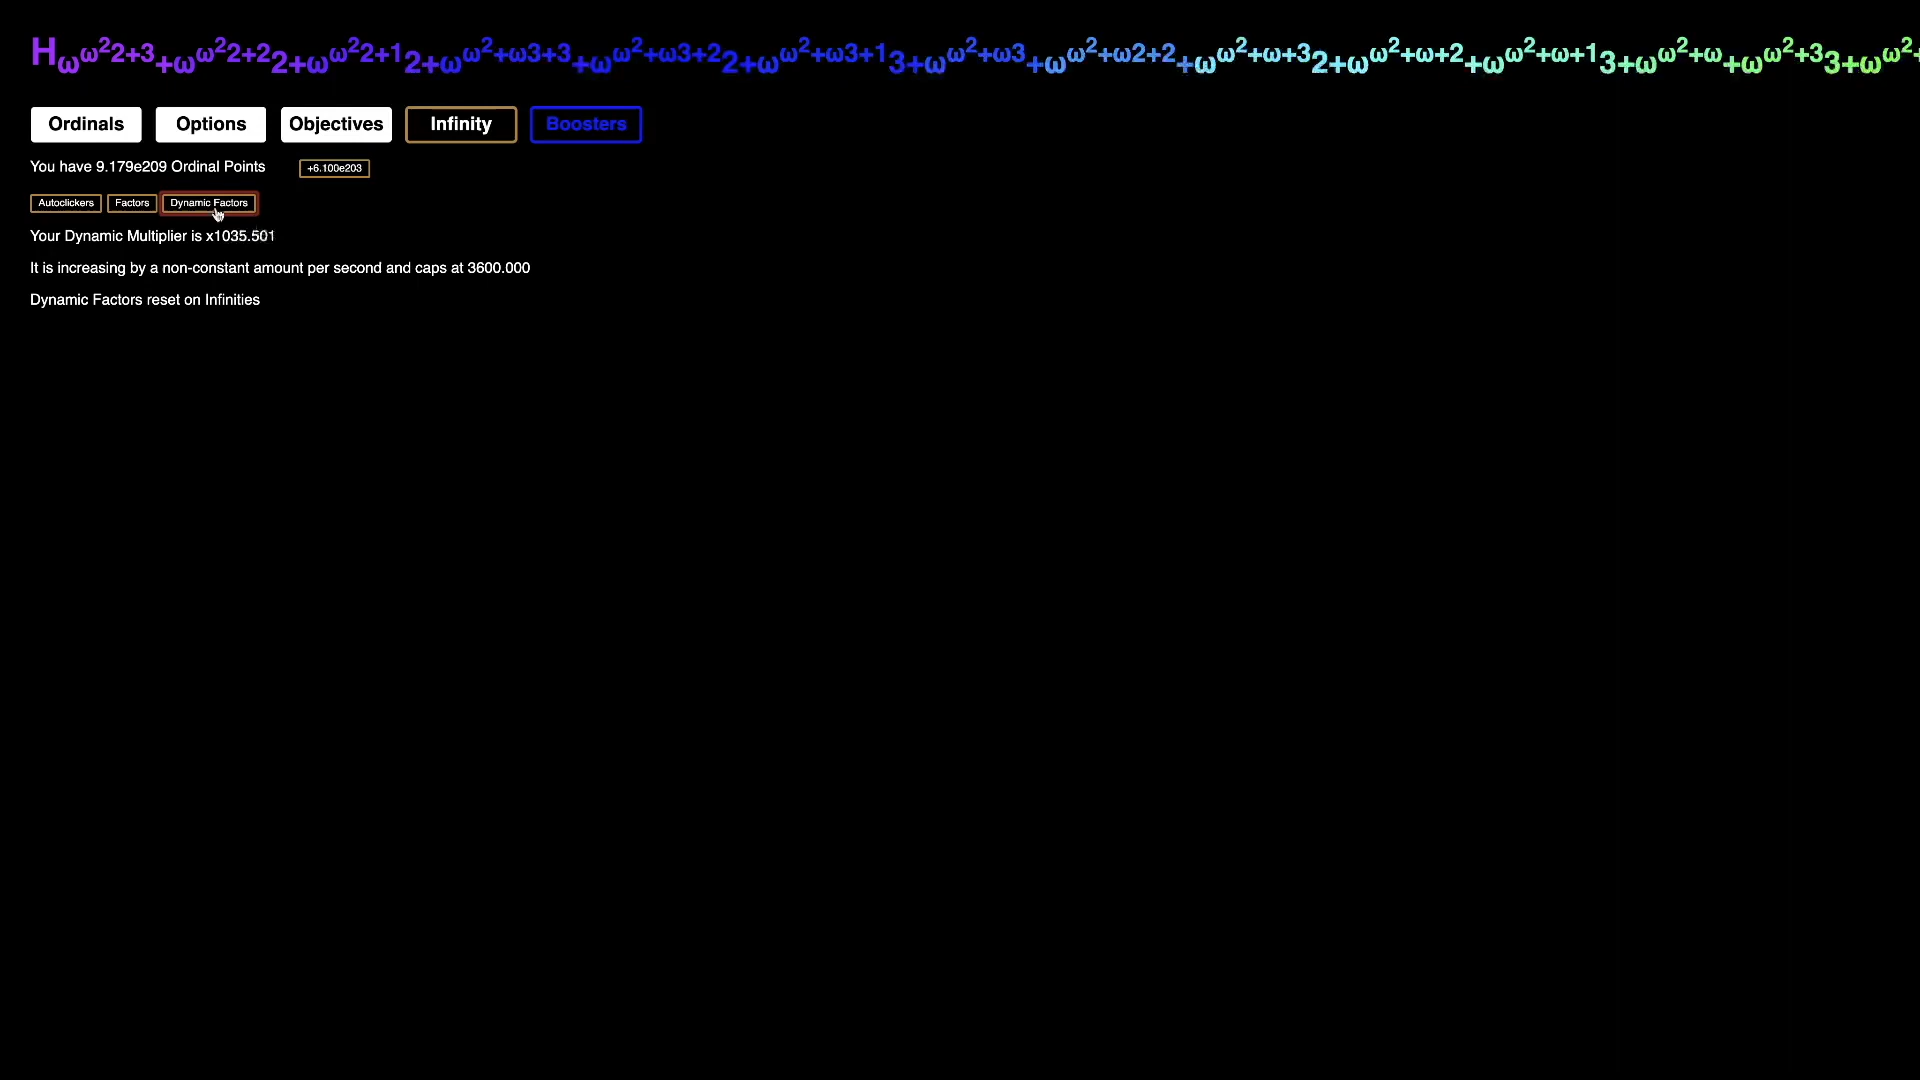 Hωω²2+3+ωω²2+22+ωω²2+12+ωω²+ω3+3+ωω²+ω3+22+ωω²+ω3+13+ωω²+ω3+ωω²+ω2+2+ωω²+ω+32+ωω²+ω+2+ωω²+ω+13+ωω²+ω+ωω²+33+ωω²+
Ordinals Options Objectives Infinity Boosters
You have 9.179e209 Ordinal Points +6.100e203
Autoclickers Factors Dynamic Factors
Your Dynamic Multiplier is x1035.501
It is increasing by a non-constant amount per second and caps at 3600.000
Dynamic Factors reset on Infinities